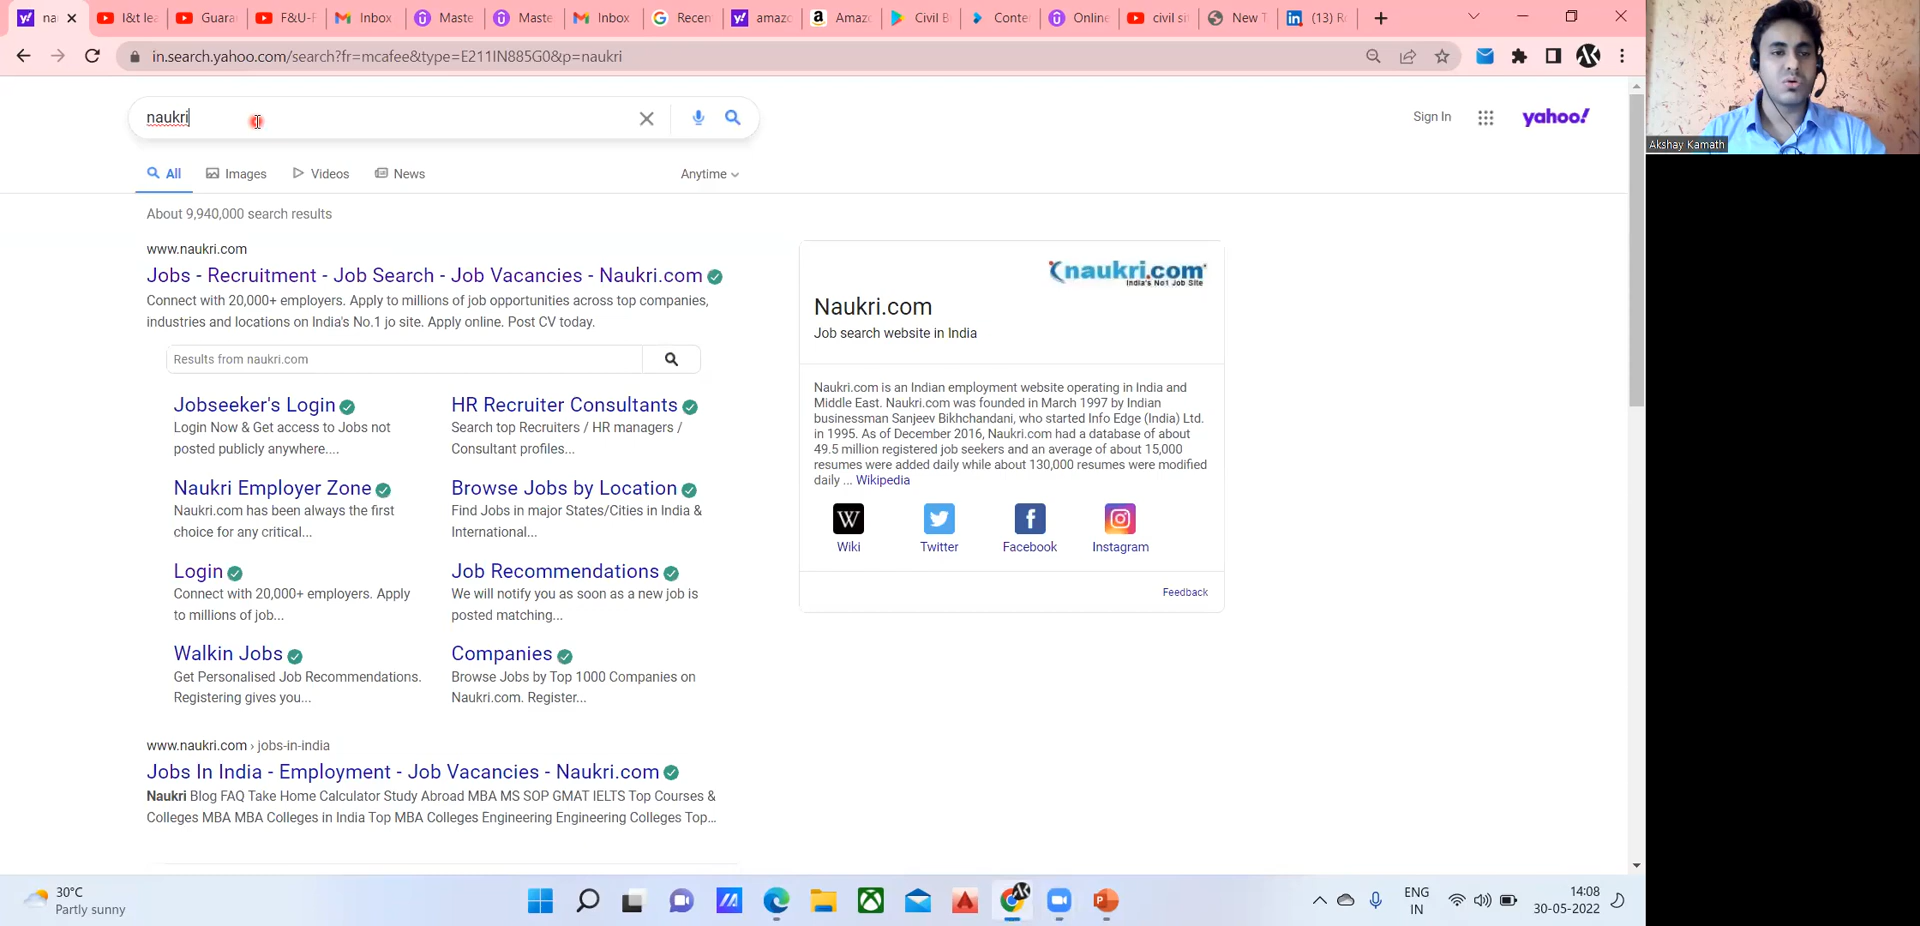 na
I&t lea
Guara
F&U-F
Inbox
Maste
Maste
Inbox
Recen
amazo
Amazo
Civil B
Conte
Online
civil si
New T
(13) Ro
in.search.yahoo.com/search?fr=mcafee&type=E211IN885G0&p=naukri
naukri
Sign In
yahoo!
All
Images
Videos
News
Anytime
About 9,940,000 search results
www.naukri.com
Jobs - Recruitment - Job Search - Job Vacancies - Naukri.com
Connect with 20,000+ employers. Apply to millions of job opportunities across top companies,
industries and locations on India's No.1 jo site. Apply online. Post CV today.
Results from naukri.com
Jobseeker's Login
Login Now & Get access to Jobs not
posted publicly anywhere....
HR Recruiter Consultants
Search top Recruiters / HR managers /
Consultant profiles...
Naukri Employer Zone
Naukri.com has been always the first
choice for any critical...
Browse Jobs by Location
Find Jobs in major States/Cities in India &
International...
Login
Connect with 20,000+ employers. Apply
to millions of job...
Job Recommendations
We will notify you as soon as a new job is
posted matching...
Walkin Jobs
Get Personalised Job Recommendations.
Registering gives you...
Companies
Browse Jobs by Top 1000 Companies on
Naukri.com. Register...
www.naukri.com › jobs-in-india
Jobs In India - Employment - Job Vacancies - Naukri.com
Naukri Blog FAQ Take Home Calculator Study Abroad MBA MS SOP GMAT IELTS Top Courses &
Colleges MBA MBA Colleges in India Top MBA Colleges Engineering Engineering Colleges Top...
naukri.com
India's No1 Job Site
Naukri.com
Job search website in India
Naukri.com is an Indian employment website operating in India and
Middle East. Naukri.com was founded in March 1997 by Indian
businessman Sanjeev Bikhchandani, who started Info Edge (India) Ltd.
in 1995. As of December 2016, Naukri.com had a database of about
49.5 million registered job seekers and an average of about 15,000
resumes were added daily while about 130,000 resumes were modified
daily ... Wikipedia
W
Wiki
Twitter
Facebook
Instagram
Feedback
Akshay Kamath
30°C
Partly sunny
ENG
IN
14:08
30-05-2022